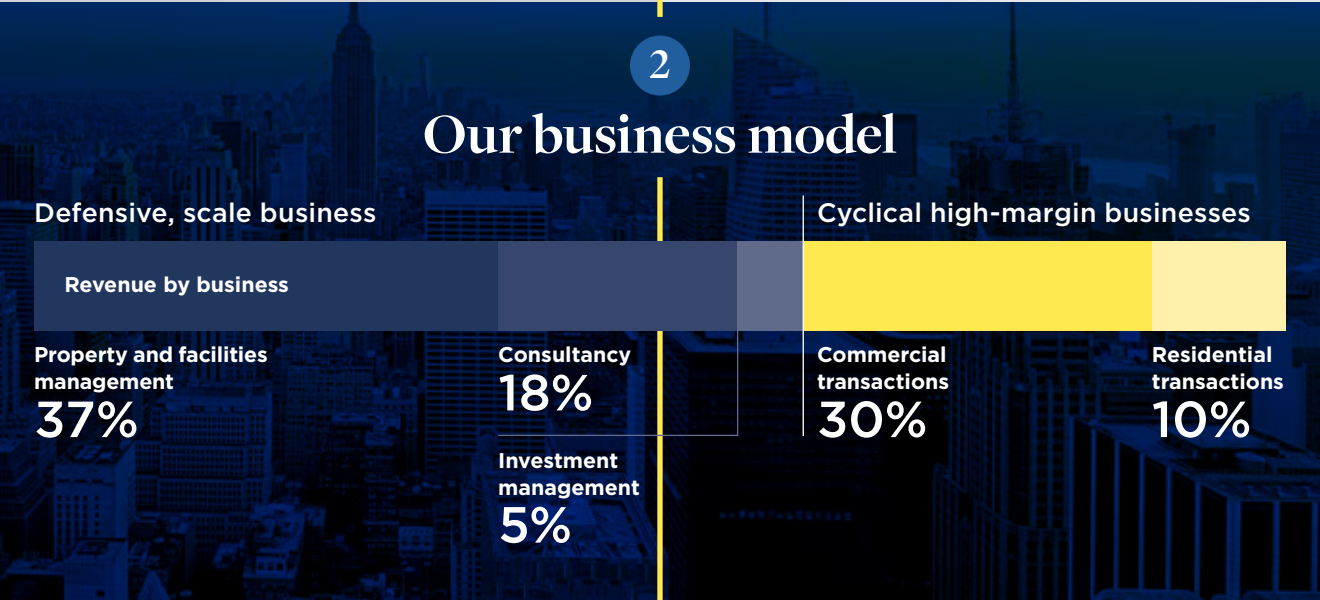 2
Our business model
Defensive, scale business
Cyclical high-margin businesses
Revenue by business
Property and facilities
management
37%
Consultancy
18%
Investment
management
5%
Commercial
transactions
30%
Residential
transactions
10%